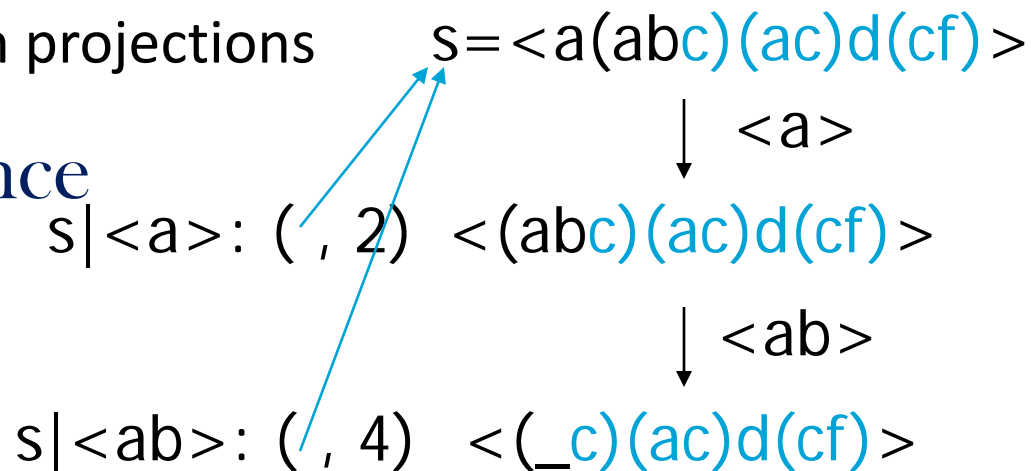 projections s=<a(abc)(ac)d(cf)>
<a>
s|<a>: ( , 2) <(abc)(ac)d(cf)>
<ab>
s|<ab>: ( , 4) <(_c)(ac)d(cf)>